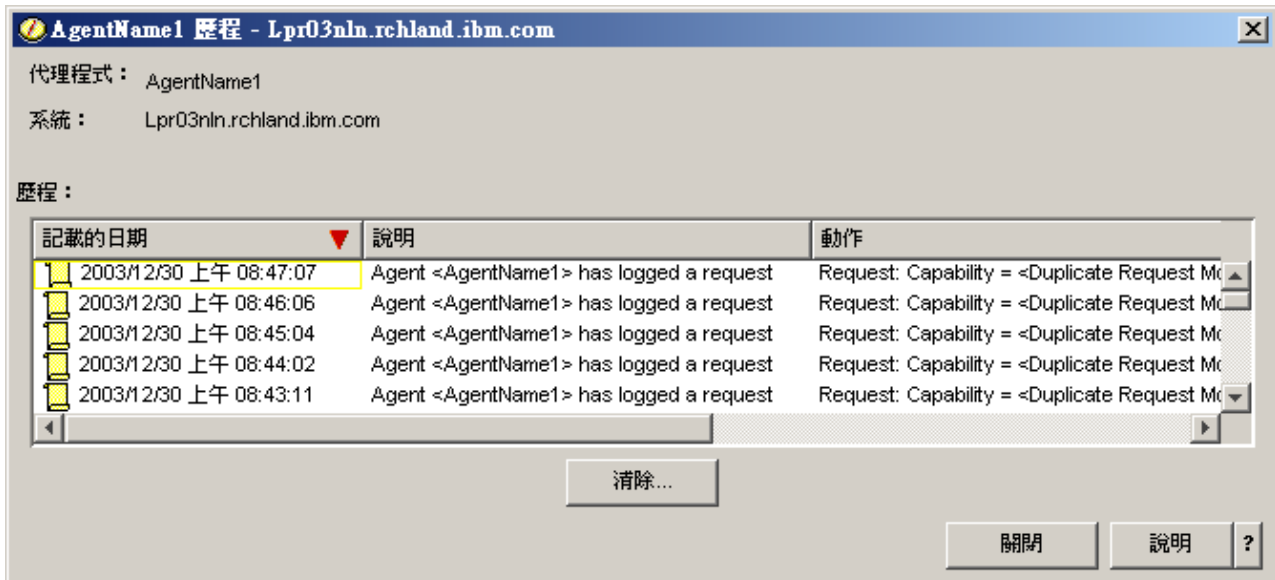 AgentName1 歷程 - Lpr03nln.rchland.ibm.com
代理程式： AgentName1
系統： Lpr03nln.rchland.ibm.com
歷程：
記載的日期 說明 動作
2003/12/30 上午 08:47:07 Agent <AgentName1> has logged a request Request: Capability = <Duplicate Request Mo
2003/12/30 上午 08:46:06 Agent <AgentName1> has logged a request Request: Capability = <Duplicate Request Mo
2003/12/30 上午 08:45:04 Agent <AgentName1> has logged a request Request: Capability = <Duplicate Request Mo
2003/12/30 上午 08:44:02 Agent <AgentName1> has logged a request Request: Capability = <Duplicate Request Mo
2003/12/30 上午 08:43:11 Agent <AgentName1> has logged a request Request: Capability = <Duplicate Request Mo
清除...
關閉 說明 ?